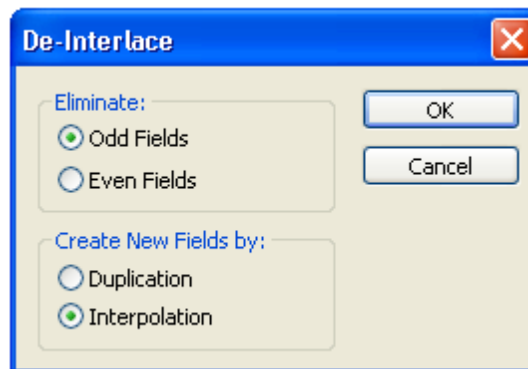 De-Interlace
Eliminate:
Odd Fields
Even Fields
OK
Cancel
Create New Fields by:
Duplication
Interpolation